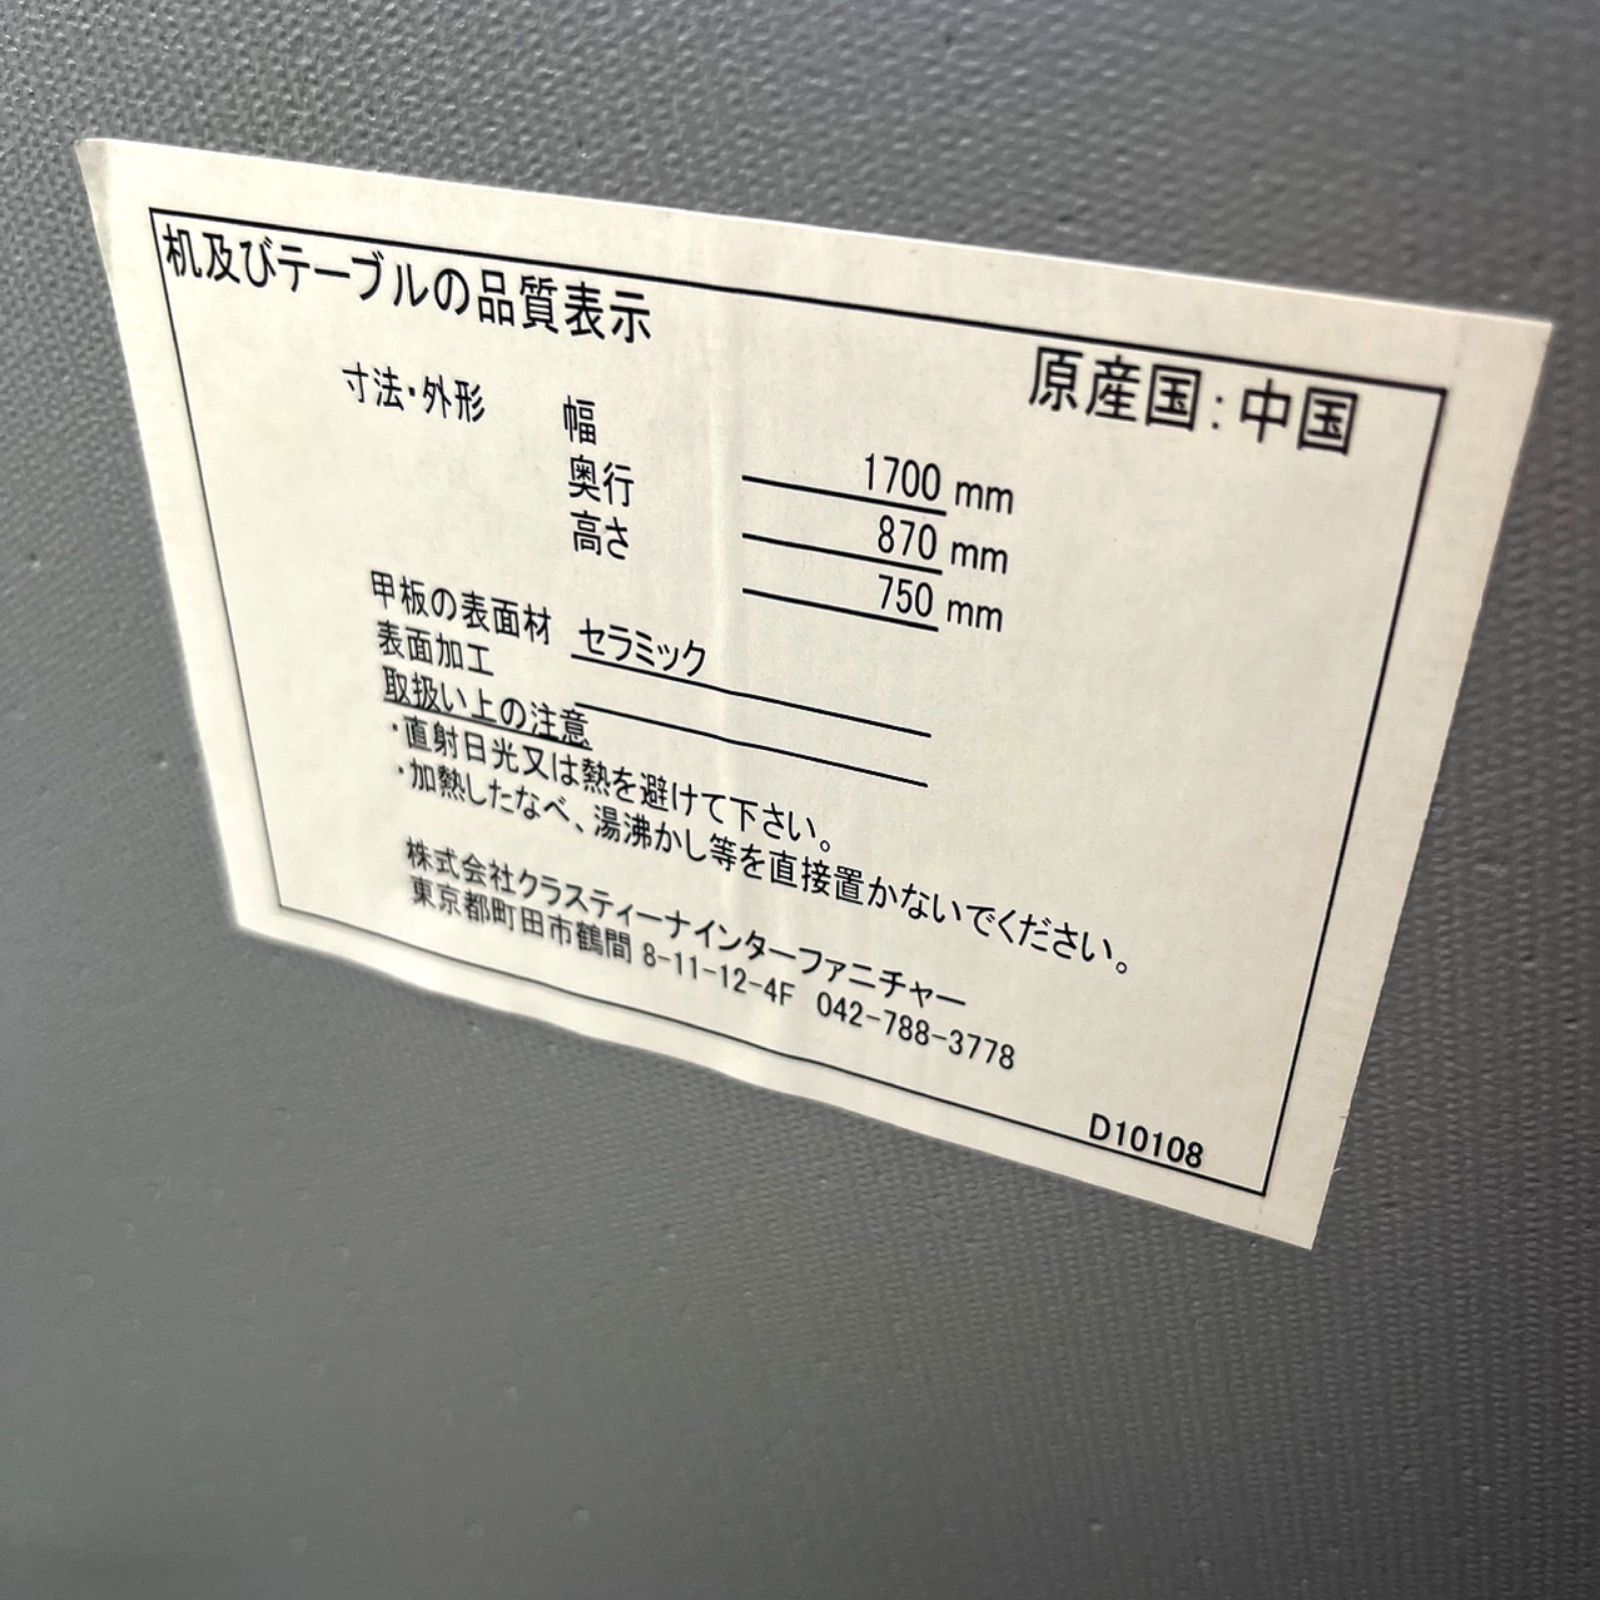 机及びテーブルの品質表示
原産国：中国
寸法・外形 幅 1700 mm
奥行 870 mm
高さ 750 mm
甲板の表面材 セラミック
表面加工
取扱い上の注意
・直射日光又は熱を避けて下さい。
・加熱したなべ、湯沸かし等を直接置かないでください。
株式会社クラスティーナインターファニチャー
東京都町田市鶴間 8-11-12-4F 042-788-3778
D10108